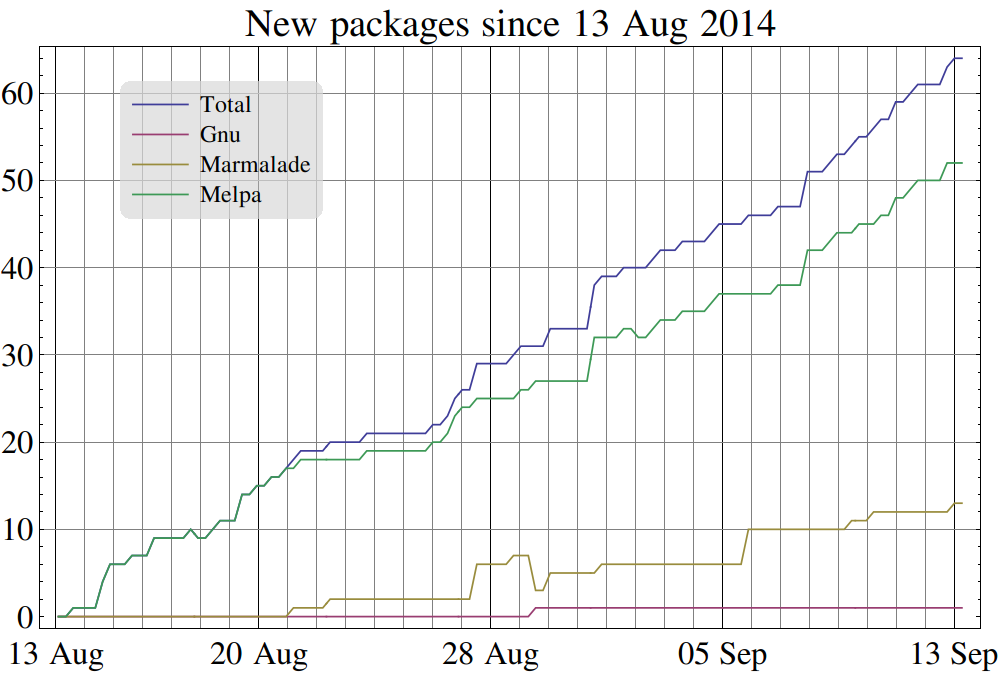 New packages since 13 Aug 2014
Total
Gnu
Marmalade
Melpa
60
50
40
30
20
10
0
13 Aug 20 Aug 28 Aug 05 Sep 13 Sep